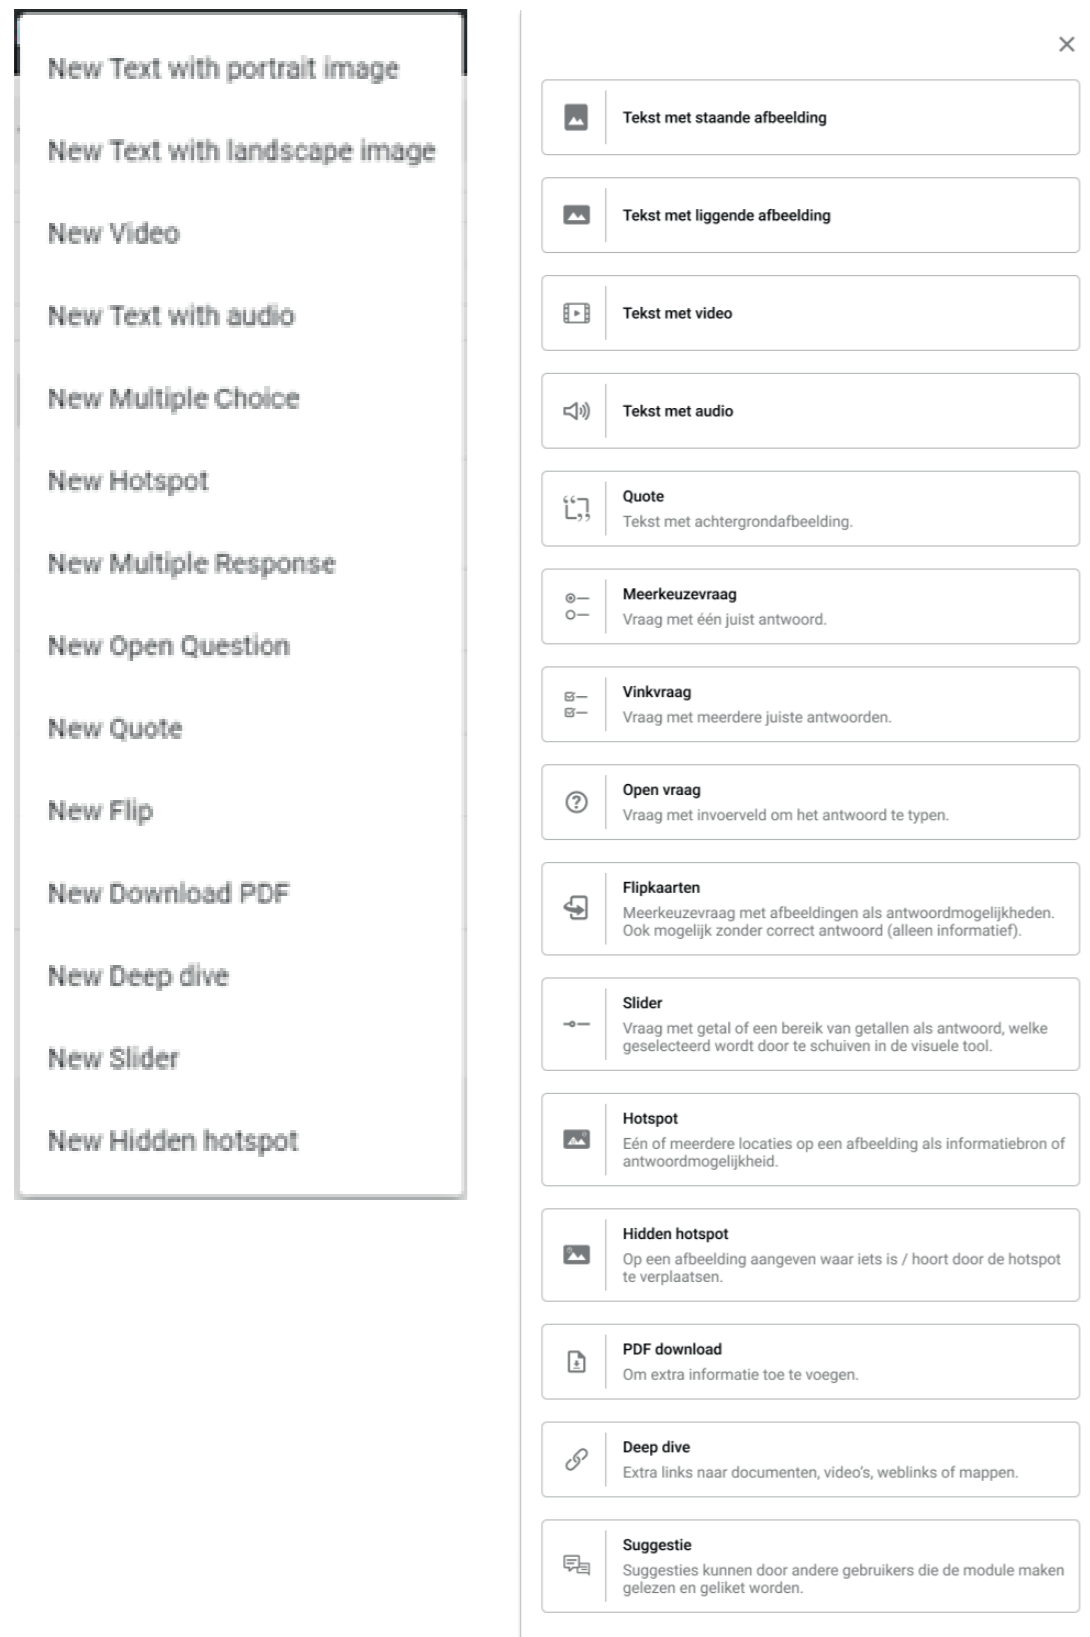 New Text with portrait image
New Text with landscape image
New Video
New Text with audio
New Multiple Choice
New Hotspot
New Multiple Response
New Open Question
New Quote
New Flip
New Download PDF
New Deep dive
New Slider
New Hidden hotspot
Tekst met staande afbeelding
Tekst met liggende afbeelding
Tekst met video
Tekst met audio
Quote
Tekst met achtergrondafbeelding.
Meerkeuzevraag
Vraag met één juist antwoord.
Vinkvraag
Vraag met meerdere juiste antwoorden.
Open vraag
Vraag met invoerveld om het antwoord te typen.
Flipkaarten
Meerkeuzevraag met afbeeldingen als antwoordmogelijkheden.
Ook mogelijk zonder correct antwoord (alleen informatief).
Slider
Vraag met getal of een bereik van getallen als antwoord, welke
geselecteerd wordt door te schuiven in de visuele tool.
Hotspot
Eén of meerdere locaties op een afbeelding als informatiebron of
antwoordmogelijkheid.
Hidden hotspot
Op een afbeelding aangeven waar iets is / hoort door de hotspot
te verplaatsen.
PDF download
Om extra informatie toe te voegen.
Deep dive
Extra links naar documenten, video's, weblinks of mappen.
Suggestie
Suggesties kunnen door andere gebruikers die de module maken
gelezen en geliket worden.